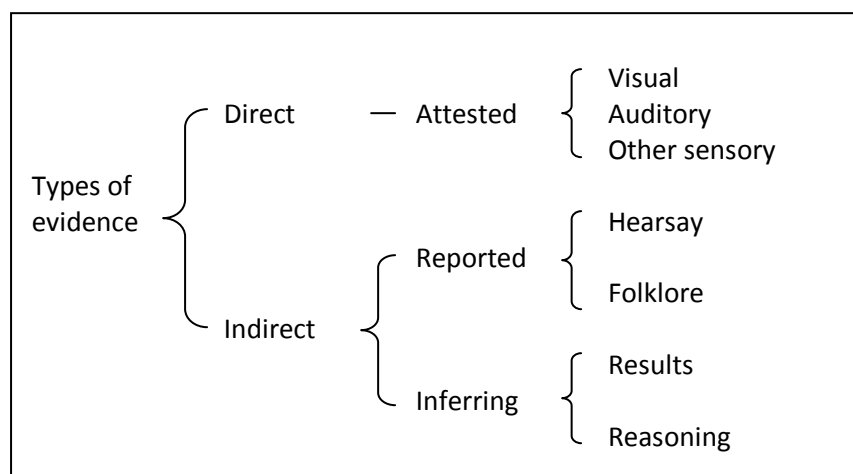 Types of
evidence
Direct
Attested
Visual
Auditory
Other sensory
Indirect
Reported
Hearsay
Folklore
Inferring
Results
Reasoning